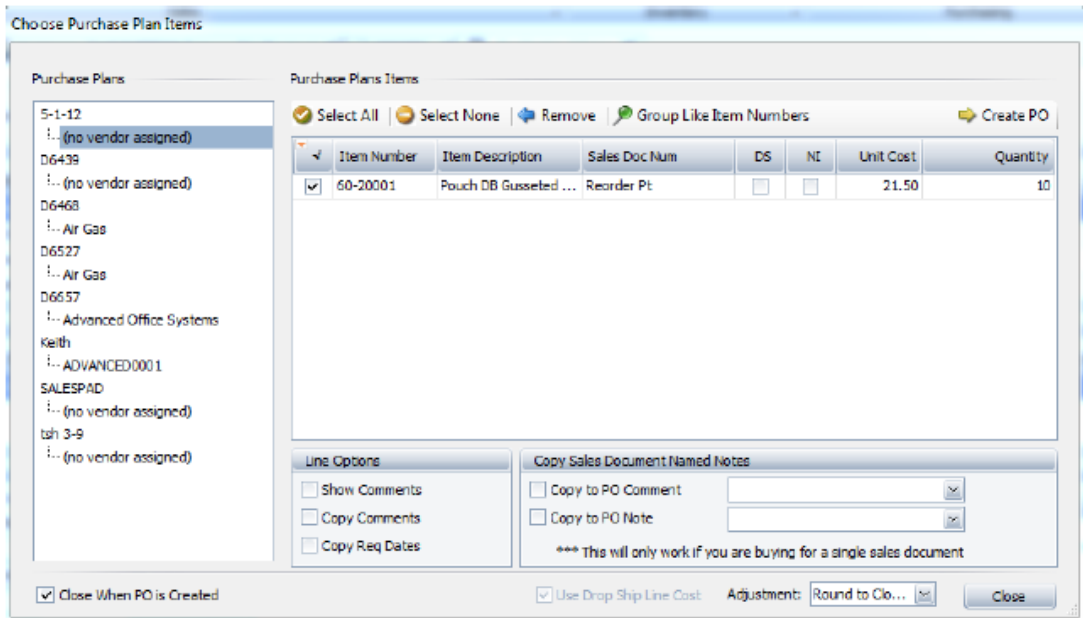 Choose Purchase Plan Items
Purchase Plans
5-1-12
(no vendor assigned)
D6439
(no vendor assigned)
D6468
Air Gas
D6527
Air Gas
D6657
Advanced Office Systems
Keith
ADVANCED0001
SALESPAD
(no vendor assigned)
tsh 3-9
(no vendor assigned)
Purchase Plans Items
Select All Select None Remove Group Like Item Numbers Create PO
Item Number Item Description Sales Doc Num DS NI Unit Cost Quantity
60-20001 Pouch DB Gusseted ... Reorder Pt 21.50 10
Line Options
Show Comments
Copy Comments
Copy Req Dates
Copy Sales Document Named Notes
Copy to PO Comment
Copy to PO Note
*** This will only work if you are buying for a single sales document
Close When PO is Created Use Drop Ship Line Cost Adjustment: Round to Clo... Close